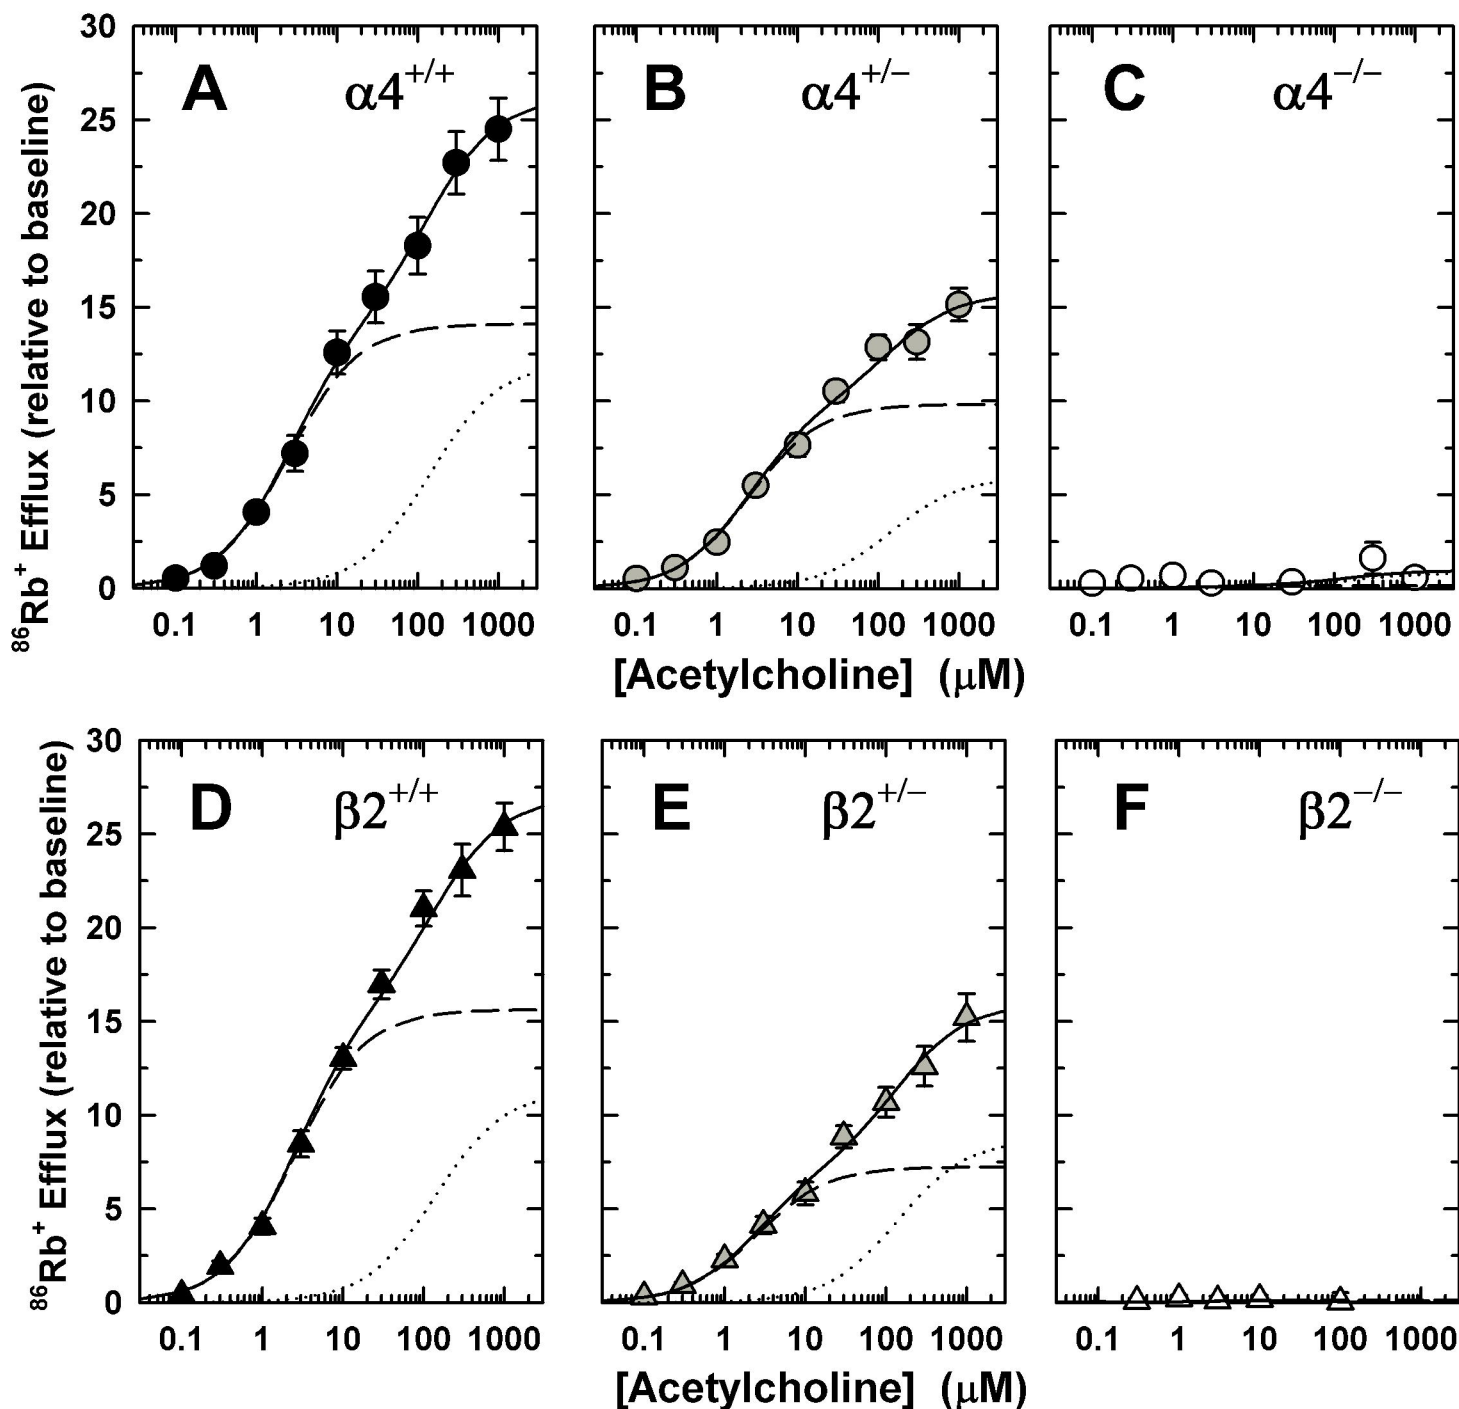 A α4+/+
B α4+/−
C α4−/−
86Rb+ Efflux (relative to baseline)
30
25
20
15
10
5
0
0.1 1 10 100 1000
0.1 1 10 100 1000
0.1 1 10 100 1000
[Acetylcholine] (μM)
D β2+/+
E β2+/−
F β2−/−
86Rb+ Efflux (relative to baseline)
30
25
20
15
10
5
0
0.1 1 10 100 1000
0.1 1 10 100 1000
0.1 1 10 100 1000
[Acetylcholine] (μM)